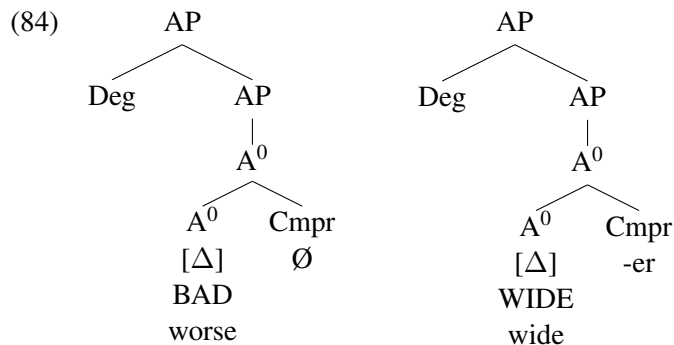 (84) AP AP
Deg AP Deg AP
A⁰ A⁰
A⁰ Cmpr A⁰ Cmpr
[Δ] Ø [Δ] -er
BAD WIDE
worse wide